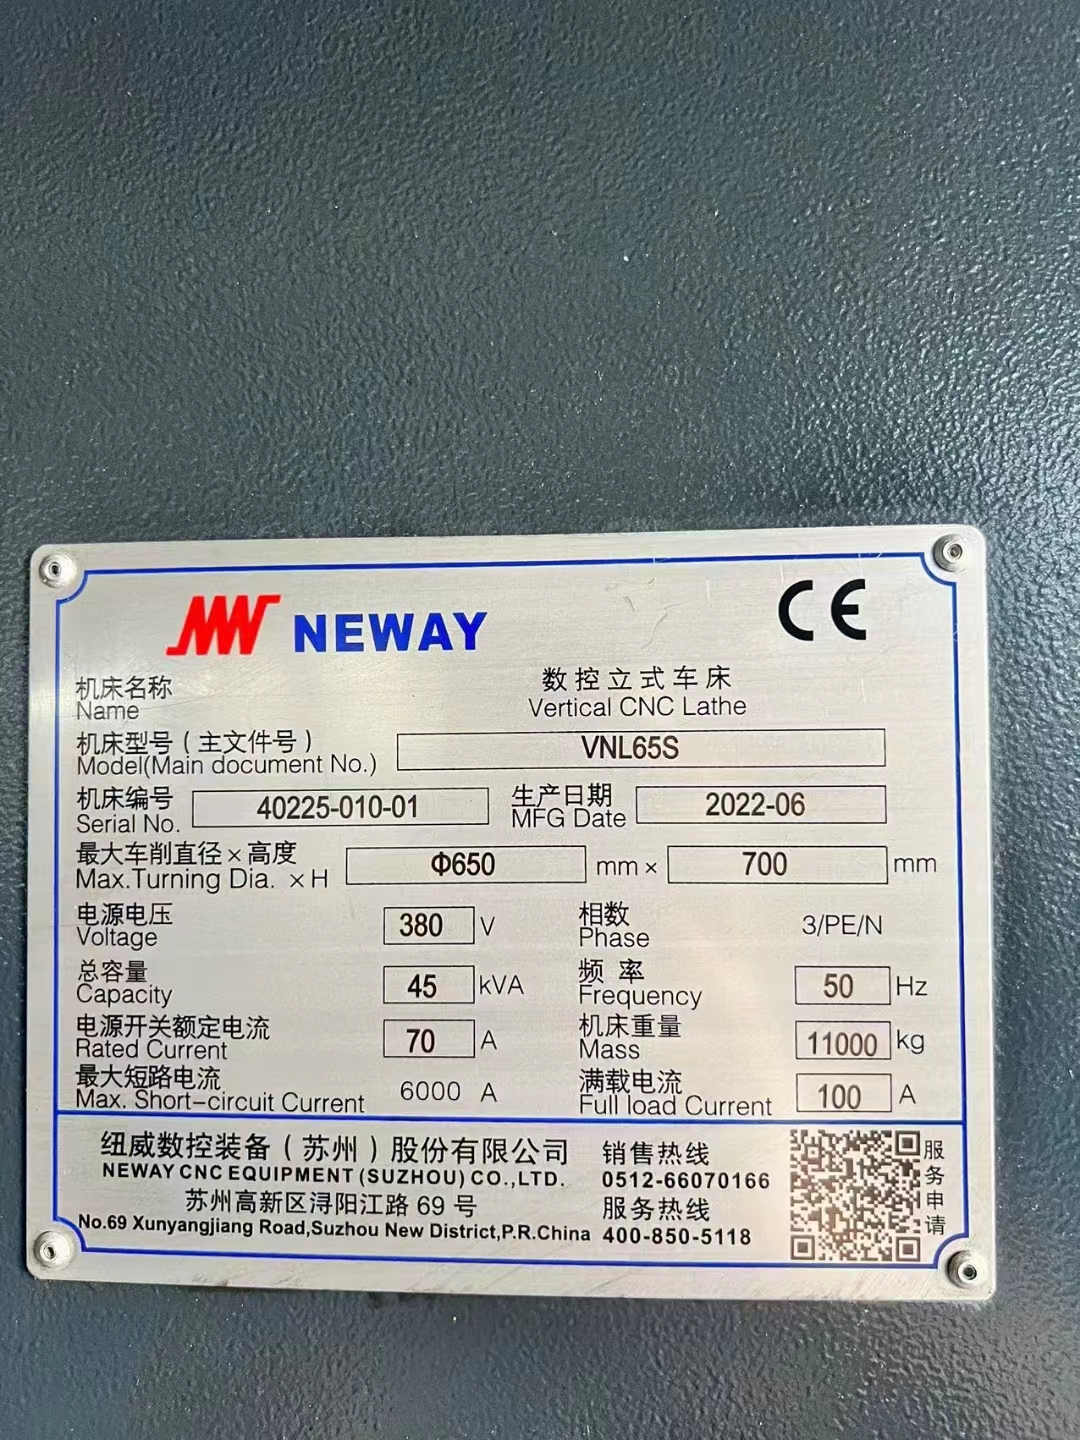 NEWAY CE
机床名称 数控立式车床
Name Vertical CNC Lathe
机床型号(主文件号) VNL65S
Model(Main document No.)
机床编号 40225-010-01 生产日期 2022-06
Serial No. MFG Date
最大车削直径×高度 Φ650 mm × 700 mm
Max.Turning Dia. ×H
电源电压 380 V 相数 3/PE/N
Voltage Phase
总容量 45 kVA 频率 50 Hz
Capacity Frequency
电源开关额定电流 70 A 机床重量 11000 kg
Rated Current Mass
最大短路电流 6000 A 满载电流 100 A
Max. Short-circuit Current Full load Current
纽威数控装备(苏州)股份有限公司 销售热线
NEWAY CNC EQUIPMENT (SUZHOU) CO.,LTD. 0512-66070166
苏州高新区浔阳江路 69 号 服务热线
No.69 Xunyangjiang Road,Suzhou New District,P.R.China 400-850-5118
服务申请